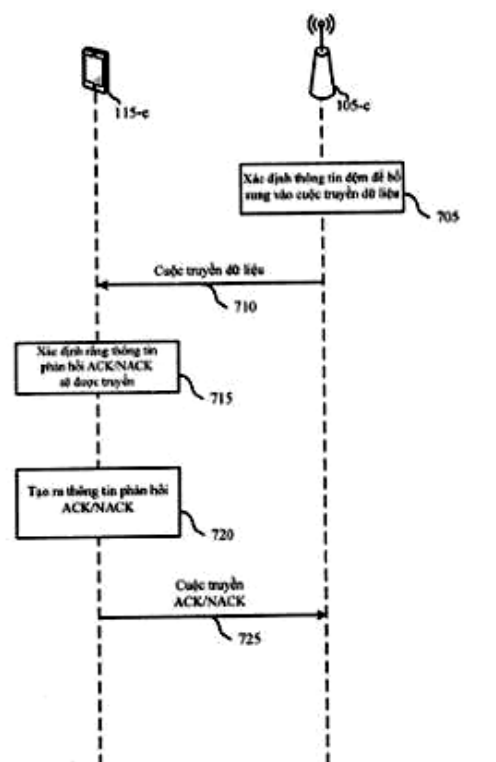 115-e
105-e
Xác định thông tin đệm để bổ
sung vào cuộc truyền dữ liệu
705
Cuộc truyền dữ liệu
710
Xác định rằng thông tin
phản hồi ACK/NACK
sẽ được truyền
715
Tạo ra thông tin phản hồi
ACK/NACK
720
Cuộc truyền
ACK/NACK
725